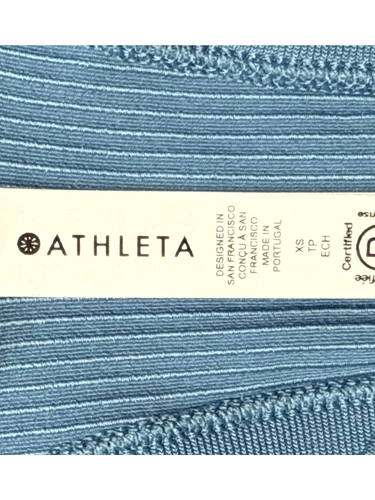 ATHLETA
DESIGNED IN
SAN FRANCISCO
CONÇU À SAN
FRANCISCO
MADE IN
PORTUGAL
XS
TP
ECH
Certified
B